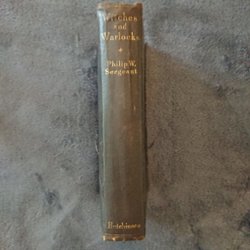 Witches
and
Warlocks
Philip W.
Sergeant
Hutchinson